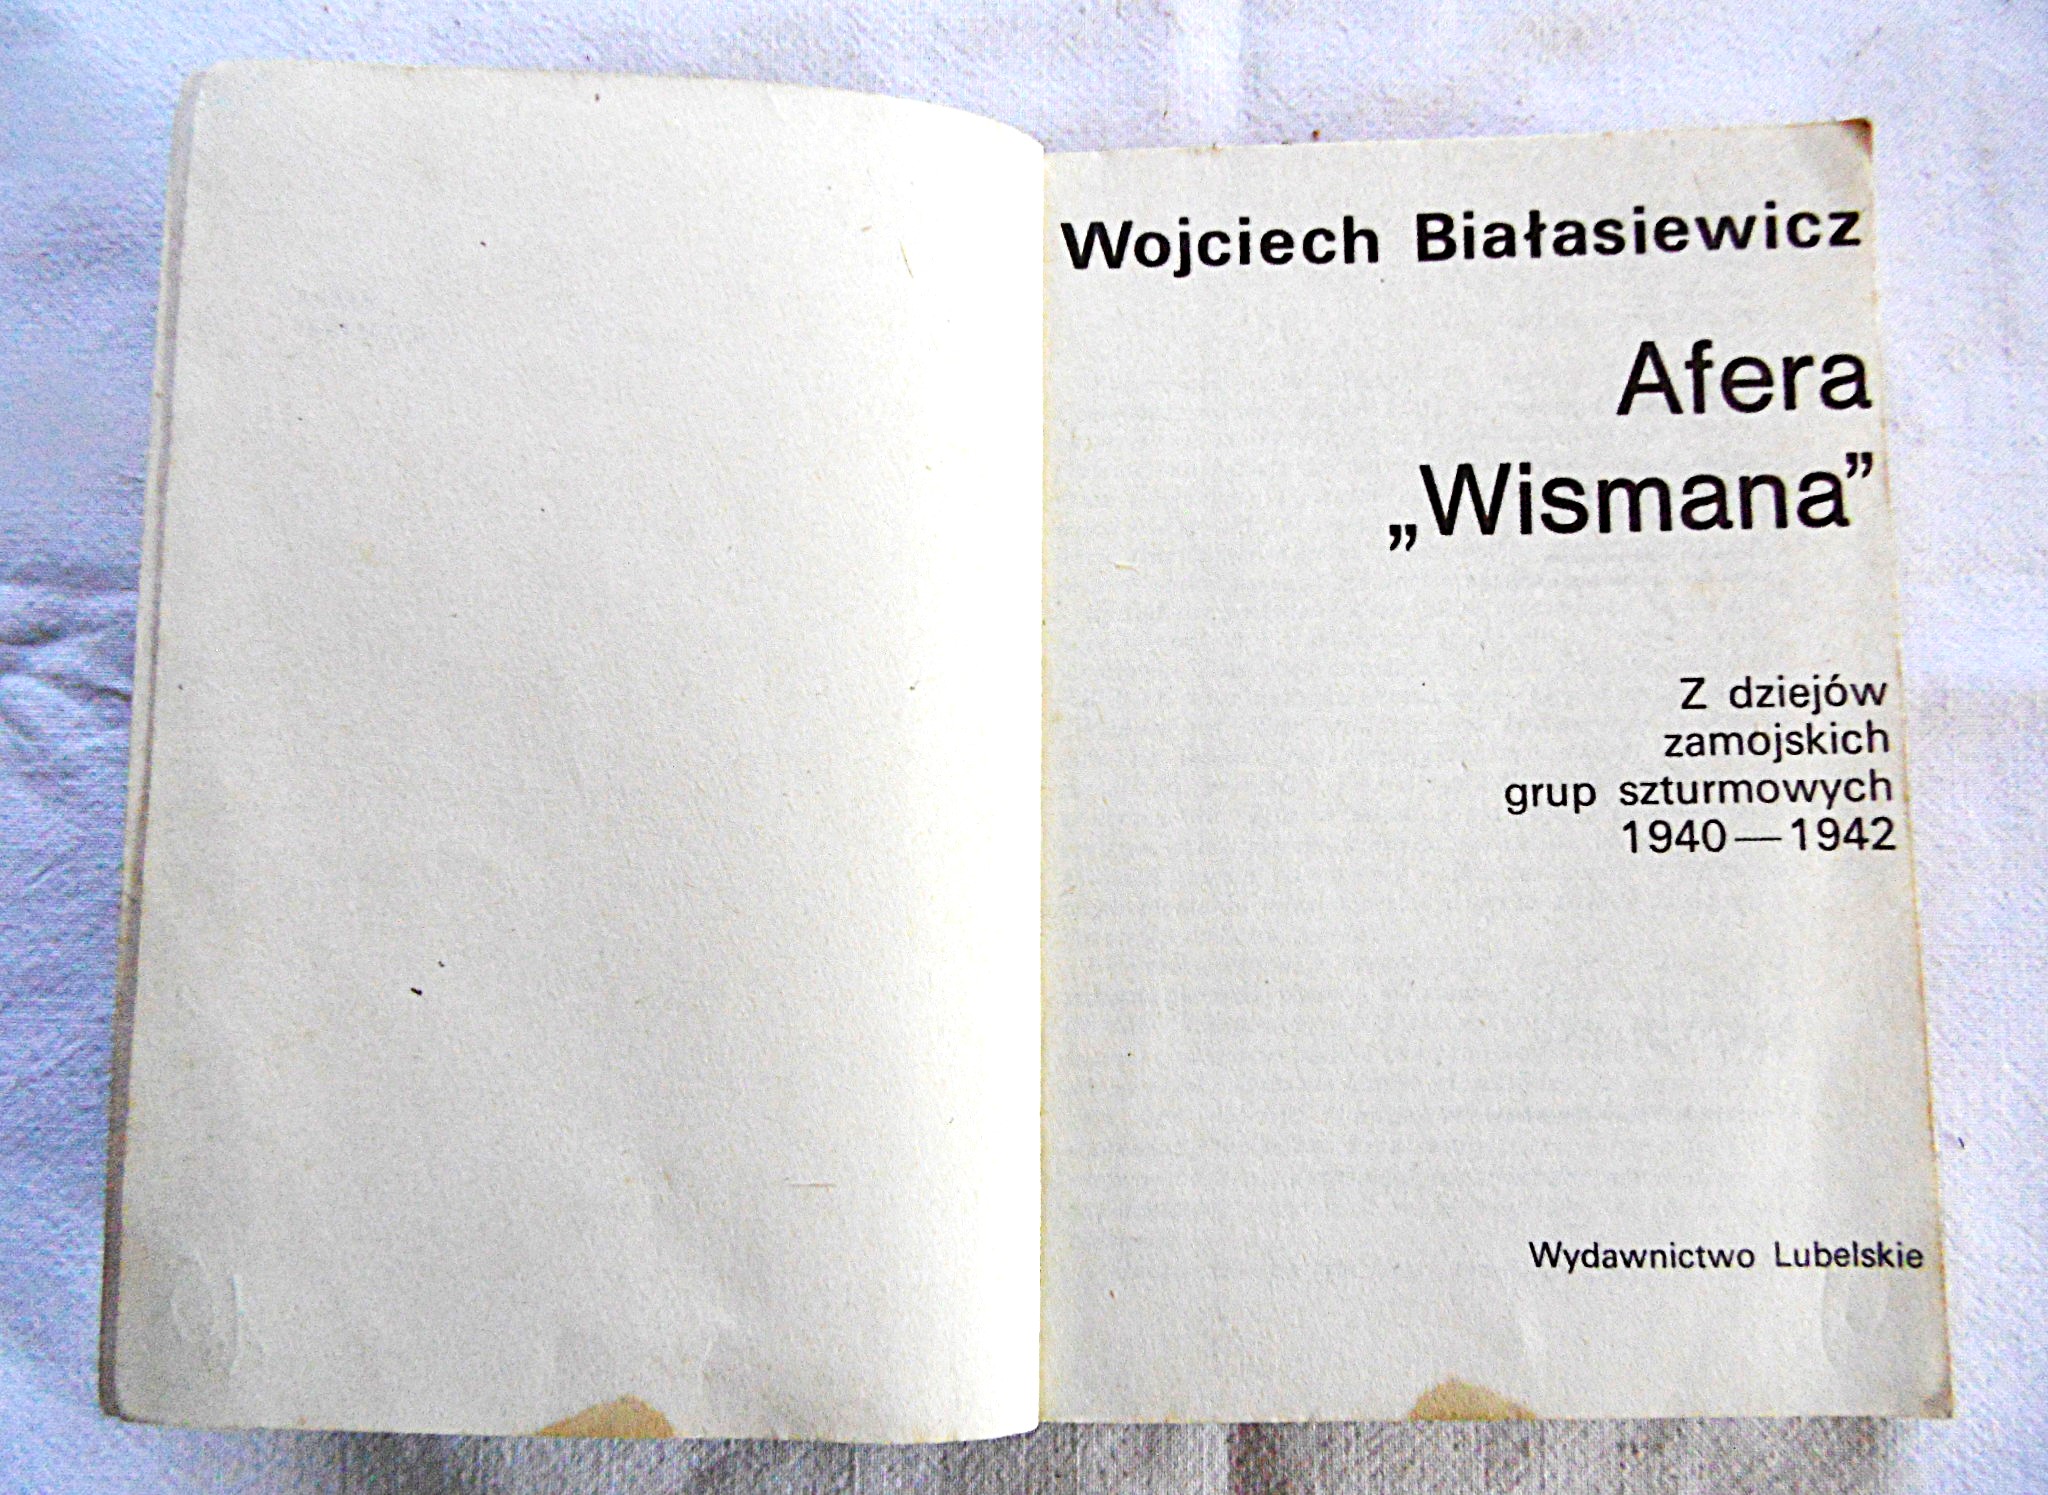 Wojciech Białasiewicz
Afera
„Wismana”
Z dziejów
zamojskich
grup szturmowych
1940—1942
Wydawnictwo Lubelskie